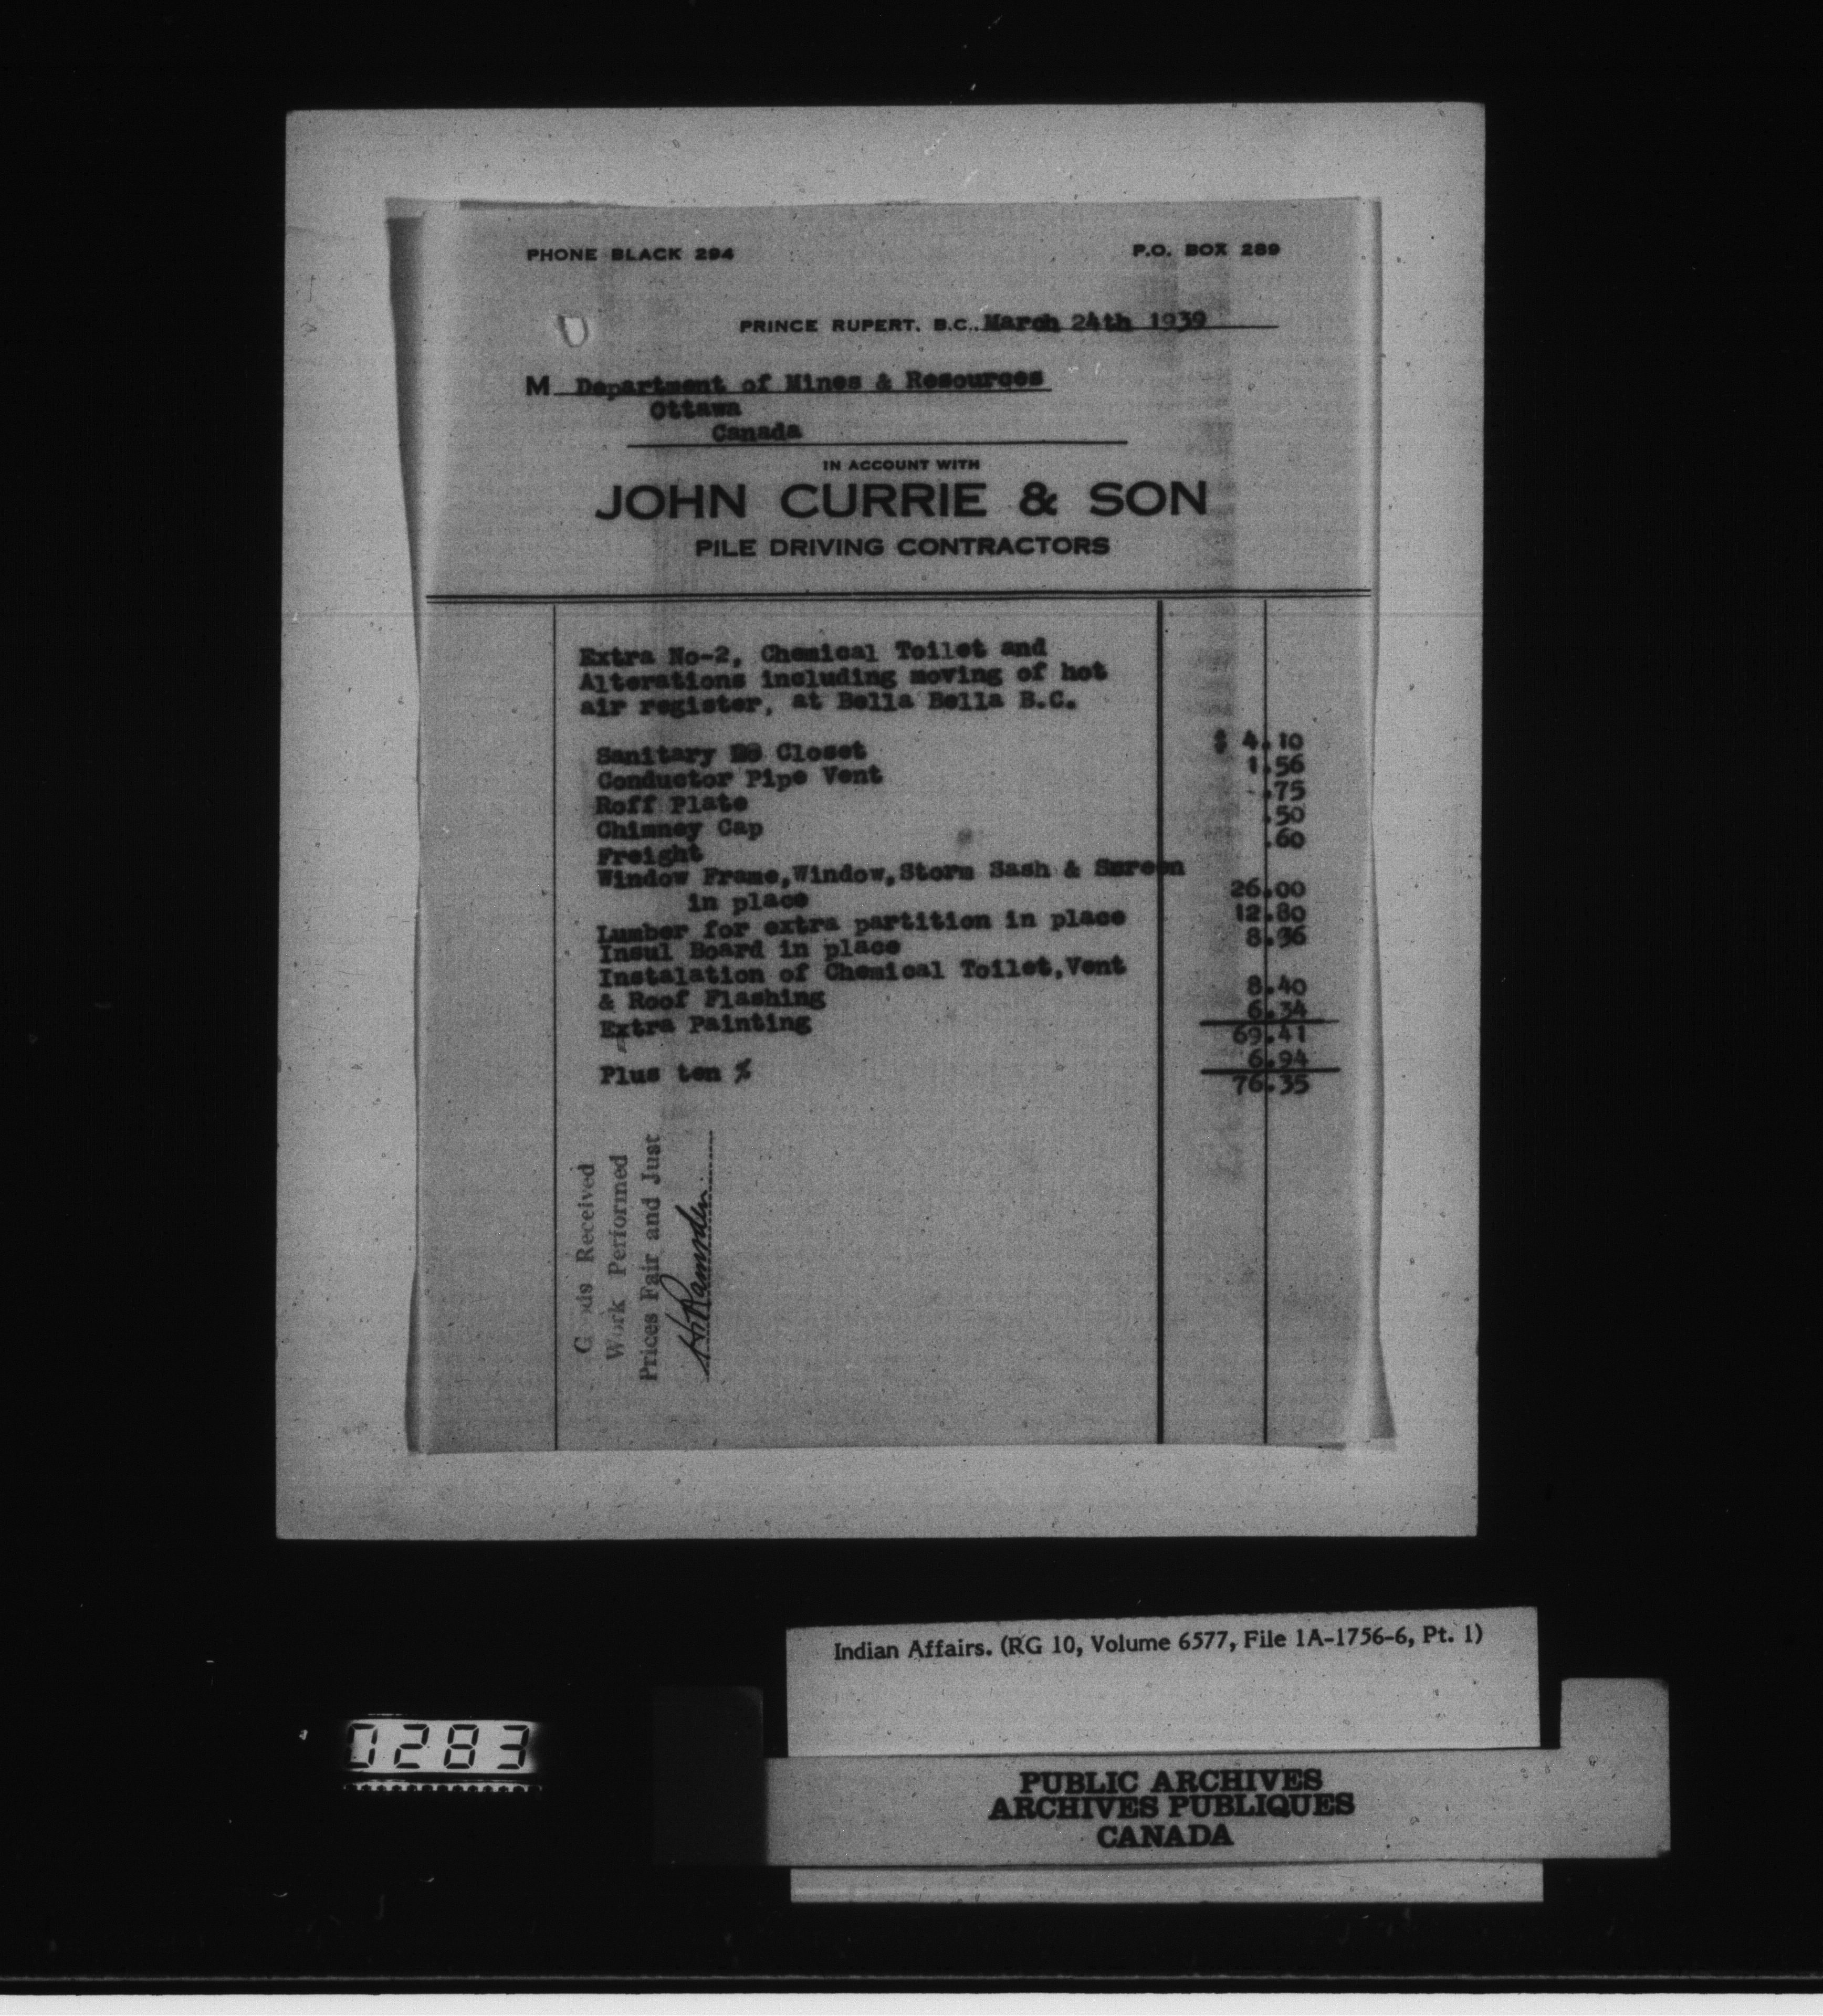 PHONE BLACK 294
P.O. BOX 289
PRINCE RUPERT. B.C., March 24th 1939
M Department of Mines & Resources
Ottawa
Canada
IN ACCOUNT WITH
JOHN CURRIE & SON
PILE DRIVING CONTRACTORS
Extra No-2, Chemical Toilet and
Alterations including moving of hot
air register, at Bella Bella B.C.
Sanitary Closet $ 4.10
Conductor Pipe Vent 1.56
Roff Plate .75
Chimney Cap .50
Freight .60
Window Frame,Window,Storm Sash & Sureen
in place 26.00
Lumber for extra partition in place 12.80
Insul Board in place 8.36
Instalation of Chemical Toilet,Vent
& Roof Flashing 8.40
Extra Painting 6.34
69.41
Plus ten % 6.94
76.35
Goods Received
Work Performed
Prices Fair and Just
Indian Affairs. (RG 10, Volume 6577, File 1A-1756-6, Pt. 1)
0283
PUBLIC ARCHIVES
ARCHIVES PUBLIQUES
CANADA